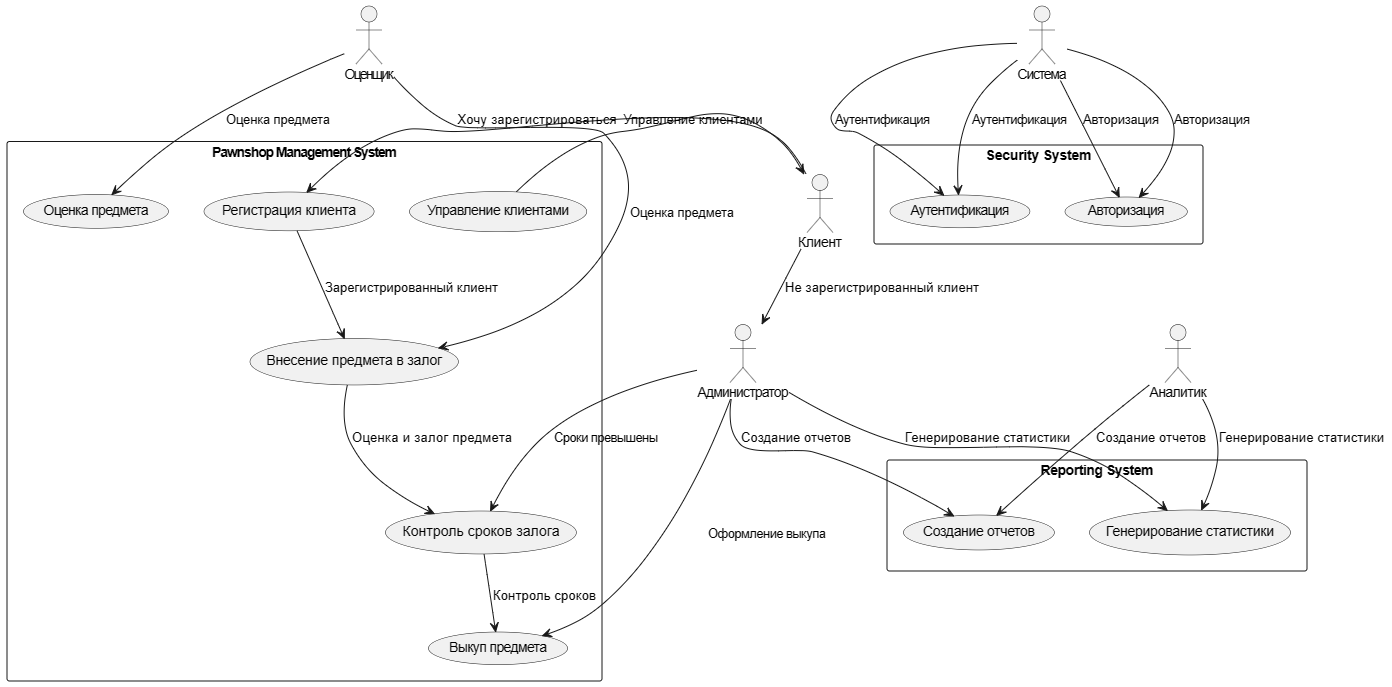 Оценщик
Система
Оценка предмета
Хочу зарегистрироваться
Управление клиентами
Аутентификация
Аутентификация
Авторизация
Авторизация
Pawnshop Management System
Security System
Оценка предмета
Регистрация клиента
Управление клиентами
Оценка предмета
Аутентификация
Авторизация
Клиент
Зарегистрированный клиент
Не зарегистрированный клиент
Внесение предмета в залог
Администратор
Аналитик
Оценка и залог предмета
Сроки превышены
Создание отчетов
Генерирование статистики
Создание отчетов
Генерирование статистики
Reporting System
Контроль сроков залога
Оформление выкупа
Создание отчетов
Генерирование статистики
Контроль сроков
Выкуп предмета